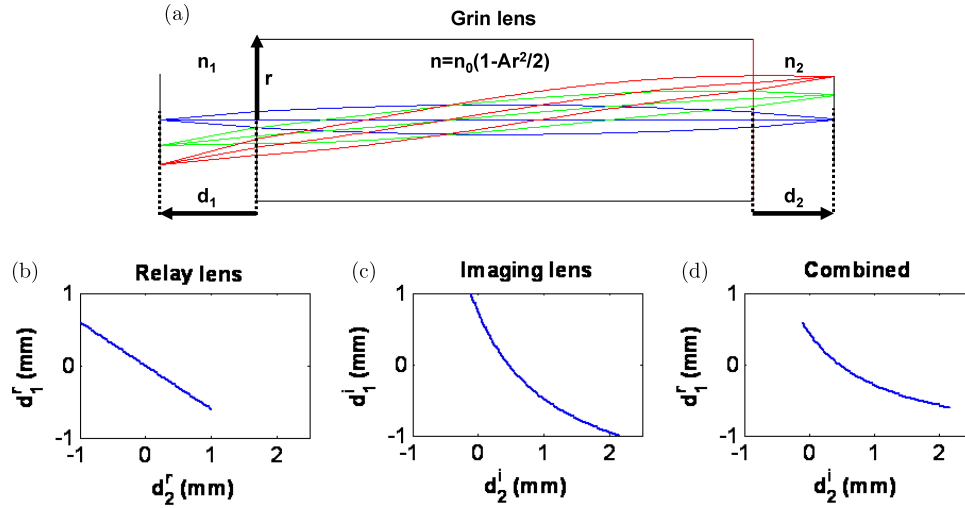 (a)
Grin lens
n₁
n=n₀(1-Ar²/2)
n₂
r
d₁
d₂
(b)
Relay lens
(c)
Imaging lens
(d)
Combined
1
0
-1
d₁ʳ (mm)
-1 0 1 2
d₂ʳ (mm)
1
0
-1
d₁ⁱ (mm)
-1 0 1 2
d₂ⁱ (mm)
1
0
-1
d₁ʳ (mm)
-1 0 1 2
d₂ⁱ (mm)